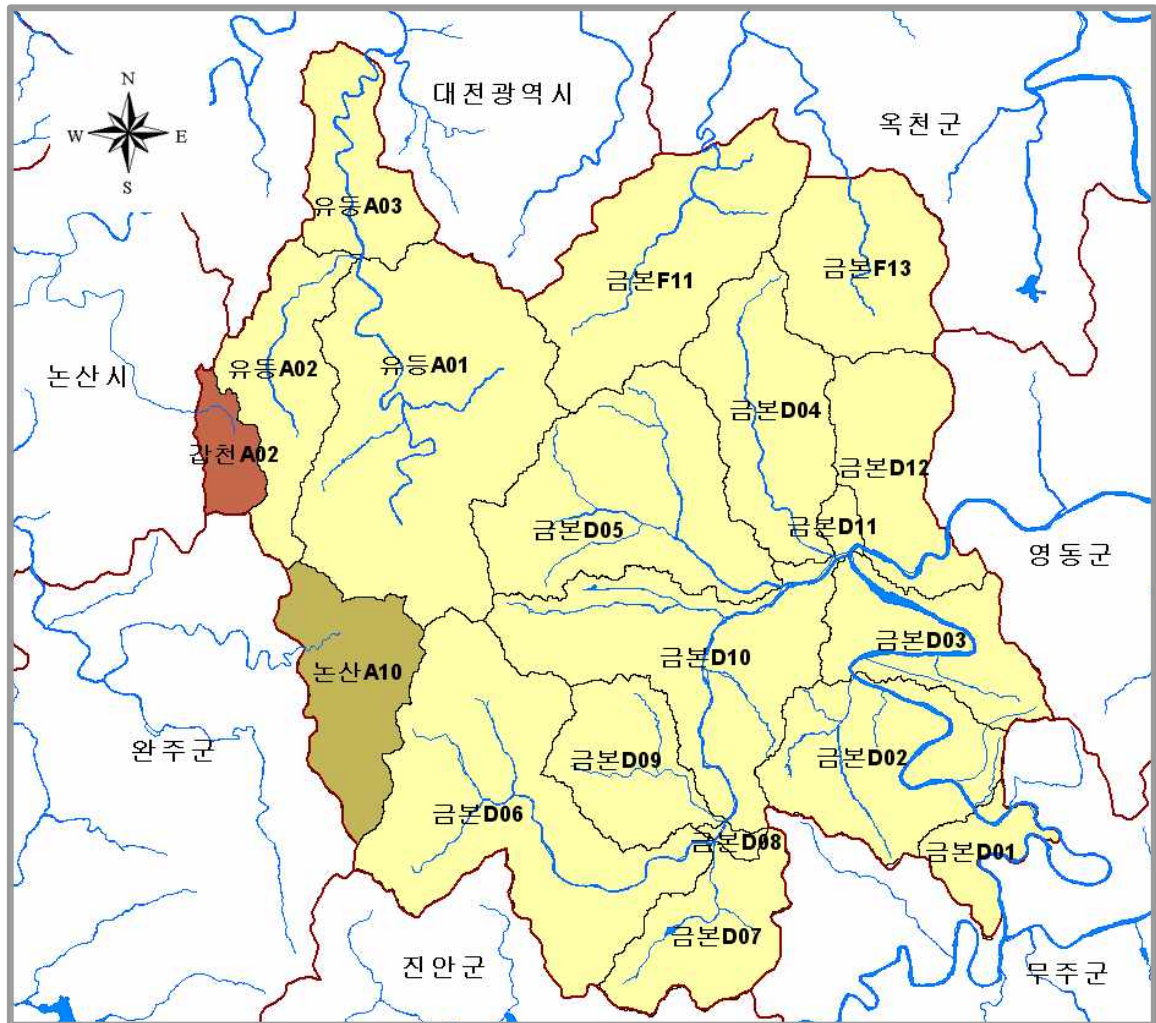 N
W
E
S
대전광역시
옥천군
유등A03
금본F11
금본F13
논산시
유등A02
유등A01
금본D04
갑천A02
금본D12
금본D05
금본D11
영동군
금본D03
논산A10
금본D10
완주군
금본D09
금본D02
금본D06
금본D08
금본D01
금본D07
진안군
무주군